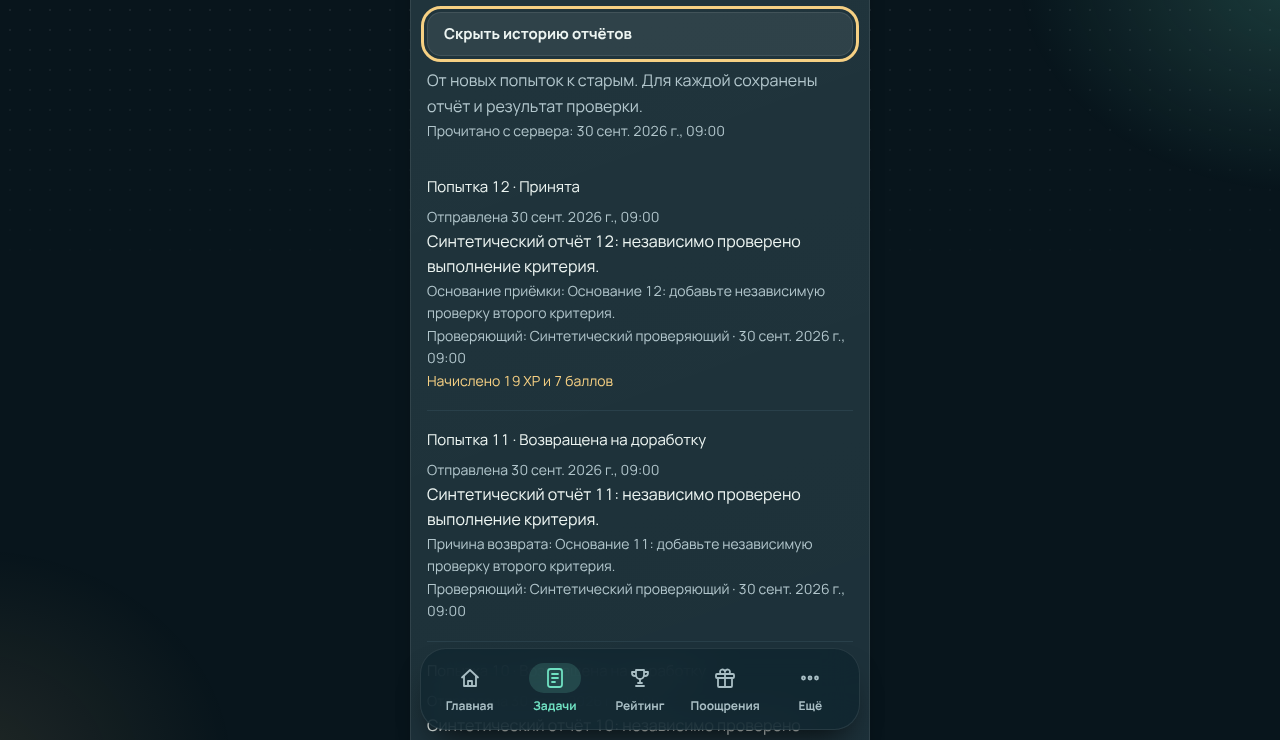 Скрыть историю отчётов
От новых попыток к старым. Для каждой сохранены
отчёт и результат проверки.
Прочитано с сервера: 30 сент. 2026 г., 09:00
Попытка 12 · Принята
Отправлена 30 сент. 2026 г., 09:00
Синтетический отчёт 12: независимо проверено
выполнение критерия.
Основание приёмки: Основание 12: добавьте независимую
проверку второго критерия.
Проверяющий: Синтетический проверяющий · 30 сент. 2026 г.,
09:00
Начислено 19 XP и 7 баллов
Попытка 11 · Возвращена на доработку
Отправлена 30 сент. 2026 г., 09:00
Синтетический отчёт 11: независимо проверено
выполнение критерия.
Причина возврата: Основание 11: добавьте независимую
проверку второго критерия.
Проверяющий: Синтетический проверяющий · 30 сент. 2026 г.,
09:00
Главная
Задачи
Рейтинг
Поощрения
Ещё
Синтетический отчёт 10: независимо проверено